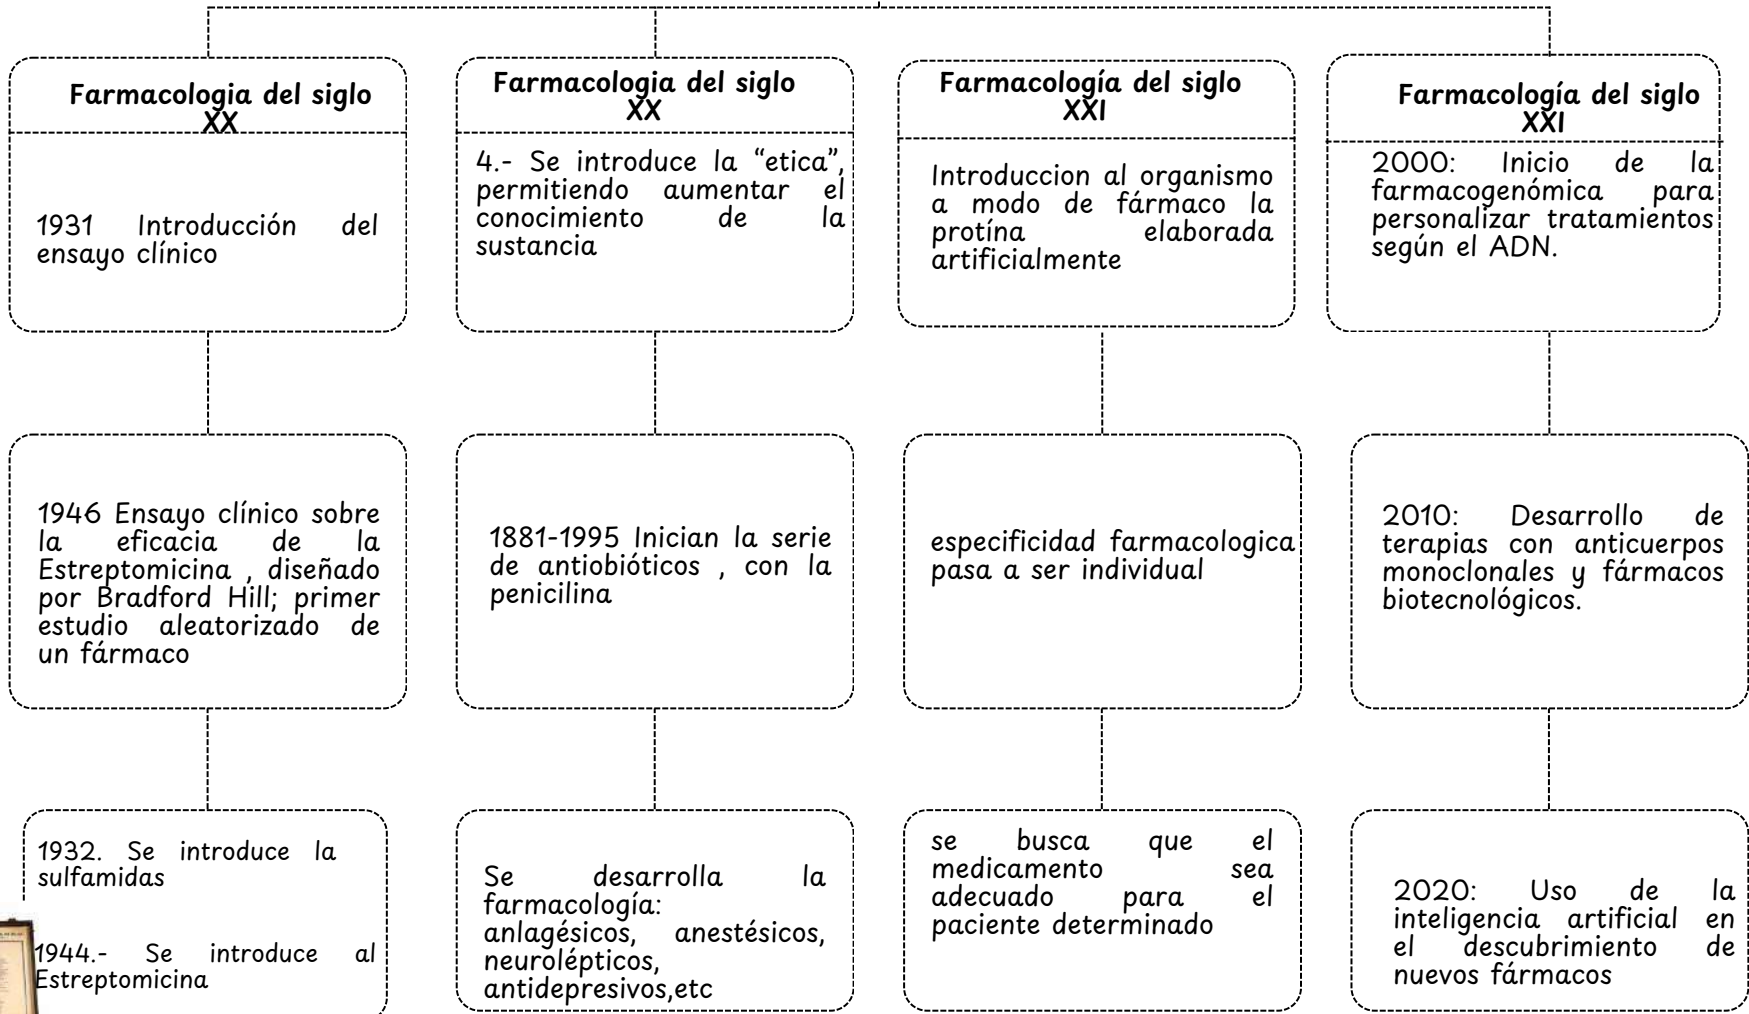 Farmacologia del siglo
XX
1931 Introducción del
ensayo clínico
1946 Ensayo clínico sobre
la eficacia de la
Estreptomicina , diseñado
por Bradford Hill; primer
estudio aleatorizado de
un fármaco
1932. Se introduce la
sulfamidas
1944.- Se introduce al
Estreptomicina
Farmacologia del siglo
XX
4.- Se introduce la “etica”,
permitiendo aumentar el
conocimiento de la
sustancia
1881-1995 Inician la serie
de antiobióticos , con la
penicilina
Se desarrolla la
farmacología:
anlagésicos, anestésicos,
neurolépticos,
antidepresivos,etc
Farmacología del siglo
XXI
Introduccion al organismo
a modo de fármaco la
protína elaborada
artificialmente
especificidad farmacologica
pasa a ser individual
se busca que el
medicamento sea
adecuado para el
paciente determinado
Farmacología del siglo
XXI
2000: Inicio de la
farmacogenómica para
personalizar tratamientos
según el ADN.
2010: Desarrollo de
terapias con anticuerpos
monoclonales y fármacos
biotecnológicos.
2020: Uso de la
inteligencia artificial en
el descubrimiento de
nuevos fármacos